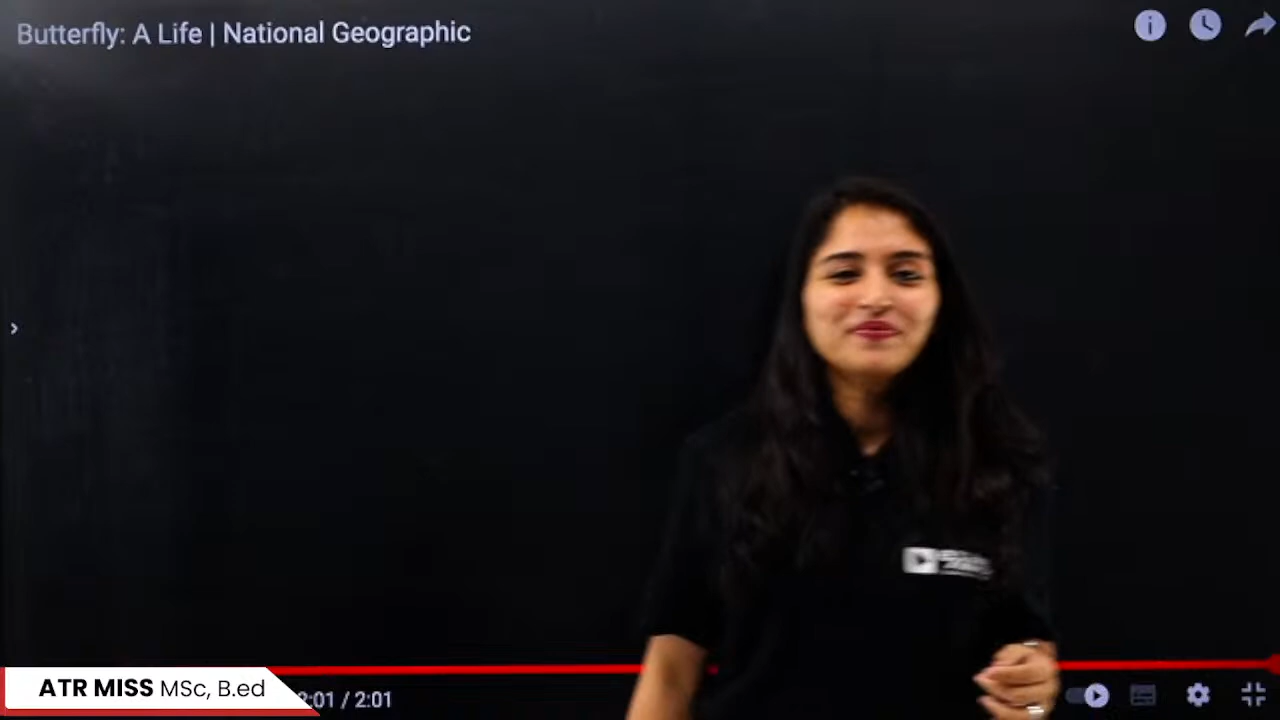 Butterfly: A Life | National Geographic
ATR MISS MSc, B.ed
2:01 / 2:01